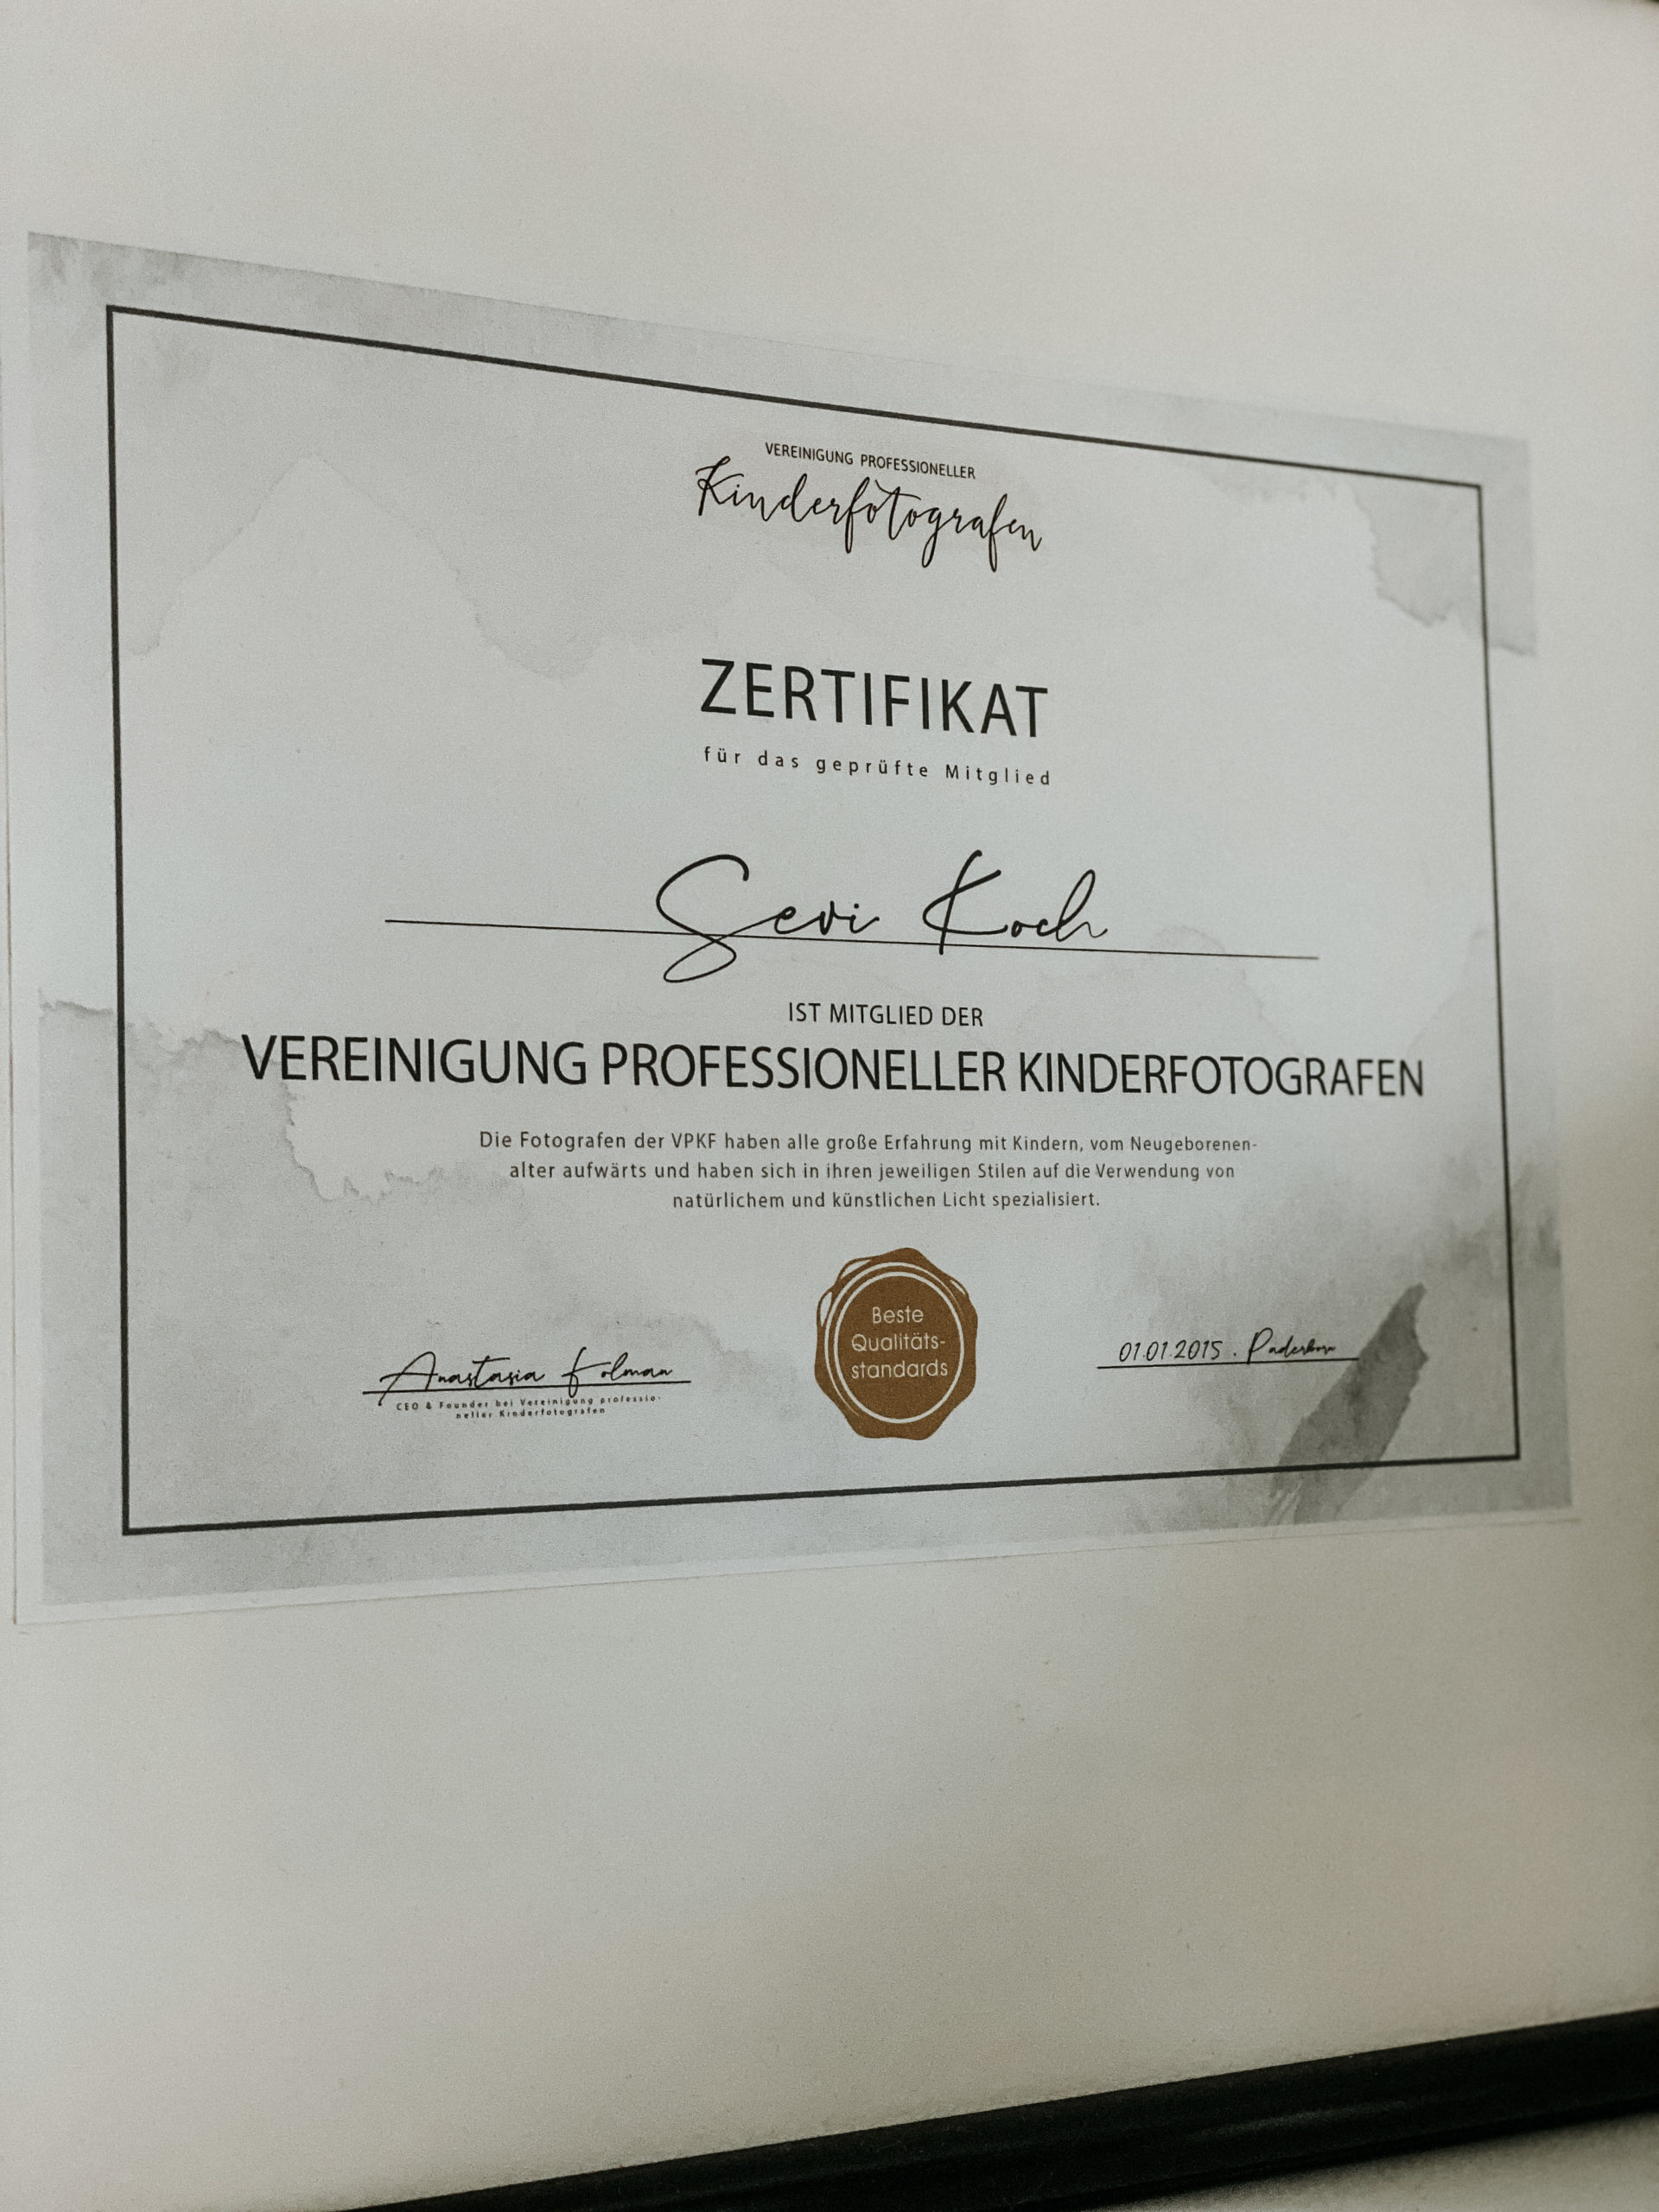 VEREINIGUNG PROFESSIONELLER
Kinderfotografen
ZERTIFIKAT
für das geprüfte Mitglied
Sevi Koch
IST MITGLIED DER
VEREINIGUNG PROFESSIONELLER KINDERFOTOGRAFEN
Die Fotografen der VPKF haben alle große Erfahrung mit Kindern, vom Neugeborenen-
alter aufwärts und haben sich in ihren jeweiligen Stilen auf die Verwendung von
natürlichem und künstlichen Licht spezialisiert.
Beste
Qualitäts-
standards
Anastasia Folman
CEO & Founder bei Vereinigung professio-
neller Kinderfotografen
01.01.2015 . Paderborn